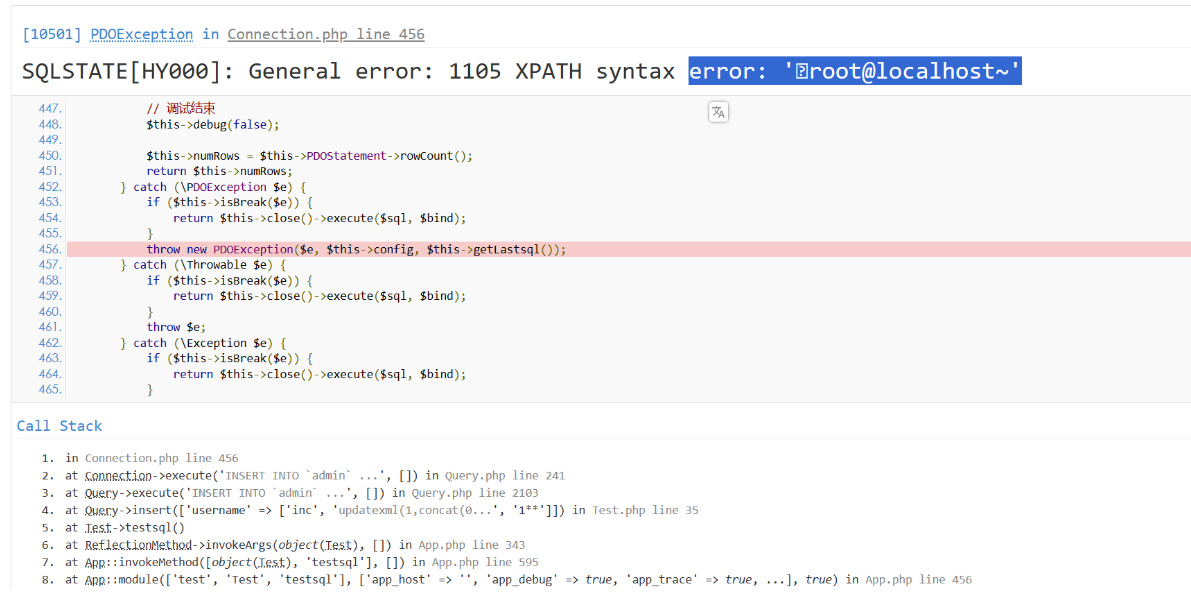 [10501] PDOException in Connection.php line 456
SQLSTATE[HY000]: General error: 1105 XPATH syntax error: '□root@localhost~'
447. // 调试结束
448. $this->debug(false);
449.
450. $this->numRows = $this->PDOStatement->rowCount();
451. return $this->numRows;
452. } catch (\PDOException $e) {
453. if ($this->isBreak($e)) {
454. return $this->close()->execute($sql, $bind);
455. }
456. throw new PDOException($e, $this->config, $this->getLastsql());
457. } catch (\Throwable $e) {
458. if ($this->isBreak($e)) {
459. return $this->close()->execute($sql, $bind);
460. }
461. throw $e;
462. } catch (\Exception $e) {
463. if ($this->isBreak($e)) {
464. return $this->close()->execute($sql, $bind);
465. }
Call Stack
1. in Connection.php line 456
2. at Connection->execute('INSERT INTO `admin` ...', []) in Query.php line 241
3. at Query->execute('INSERT INTO `admin` ...', []) in Query.php line 2103
4. at Query->insert(['username' => ['inc', 'updatexml(1,concat(0...', '1**']]) in Test.php line 35
5. at Test->testsql()
6. at ReflectionMethod->invokeArgs(object(Test), []) in App.php line 343
7. at App::invokeMethod([object(Test), 'testsql'], []) in App.php line 595
8. at App::module(['test', 'Test', 'testsql'], ['app_host' => '', 'app_debug' => true, 'app_trace' => true, ...], true) in App.php line 456